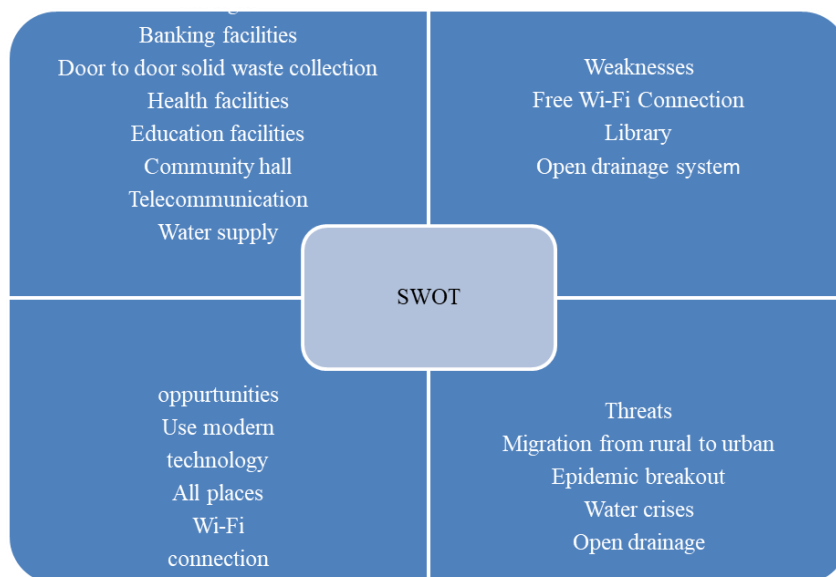 Banking facilities
Door to door solid waste collection
Health facilities
Education facilities
Community hall
Telecommunication
Water supply
Weaknesses
Free Wi-Fi Connection
Library
Open drainage system
SWOT
oppurtunities
Use modern
technology
All places
Wi-Fi
connection
Threats
Migration from rural to urban
Epidemic breakout
Water crises
Open drainage